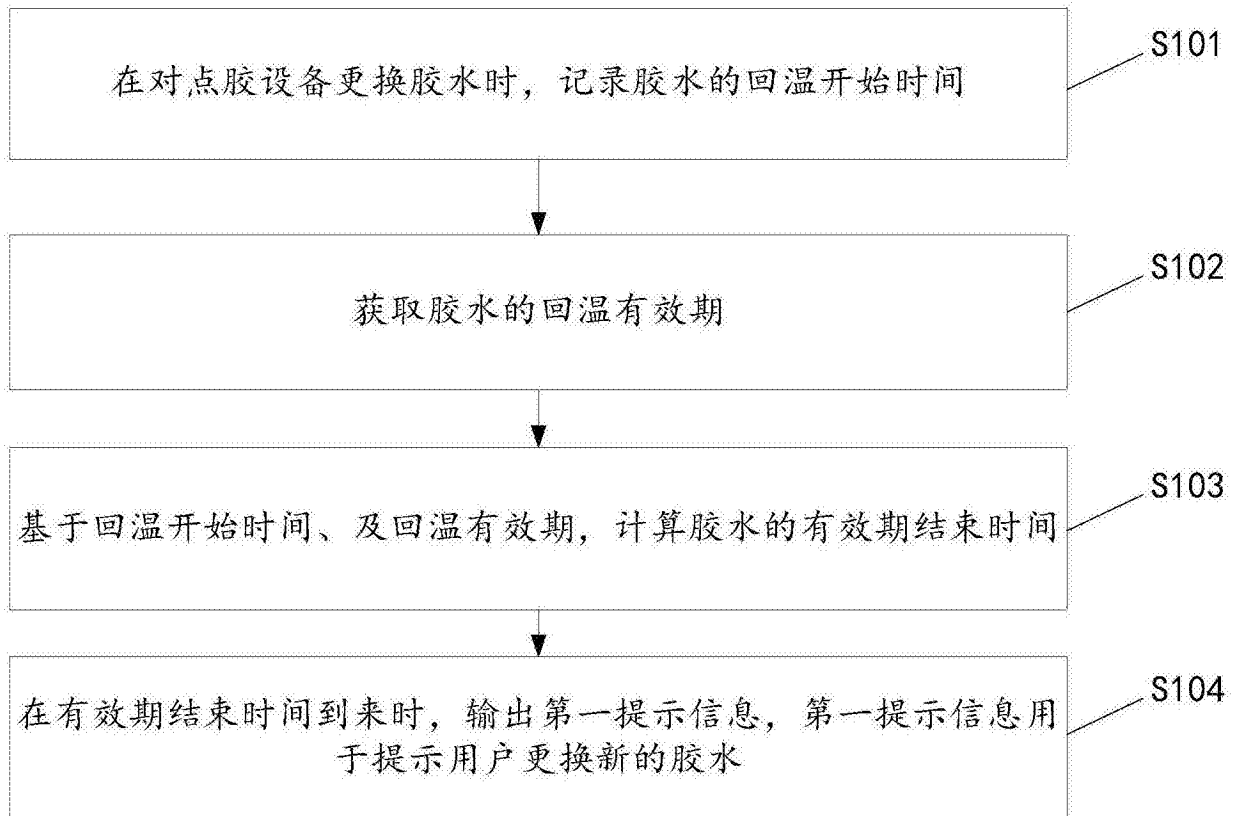 在对点胶设备更换胶水时，记录胶水的回温开始时间
S101
获取胶水的回温有效期
S102
基于回温开始时间、及回温有效期，计算胶水的有效期结束时间
S103
在有效期结束时间到来时，输出第一提示信息，第一提示信息用
于提示用户更换新的胶水
S104